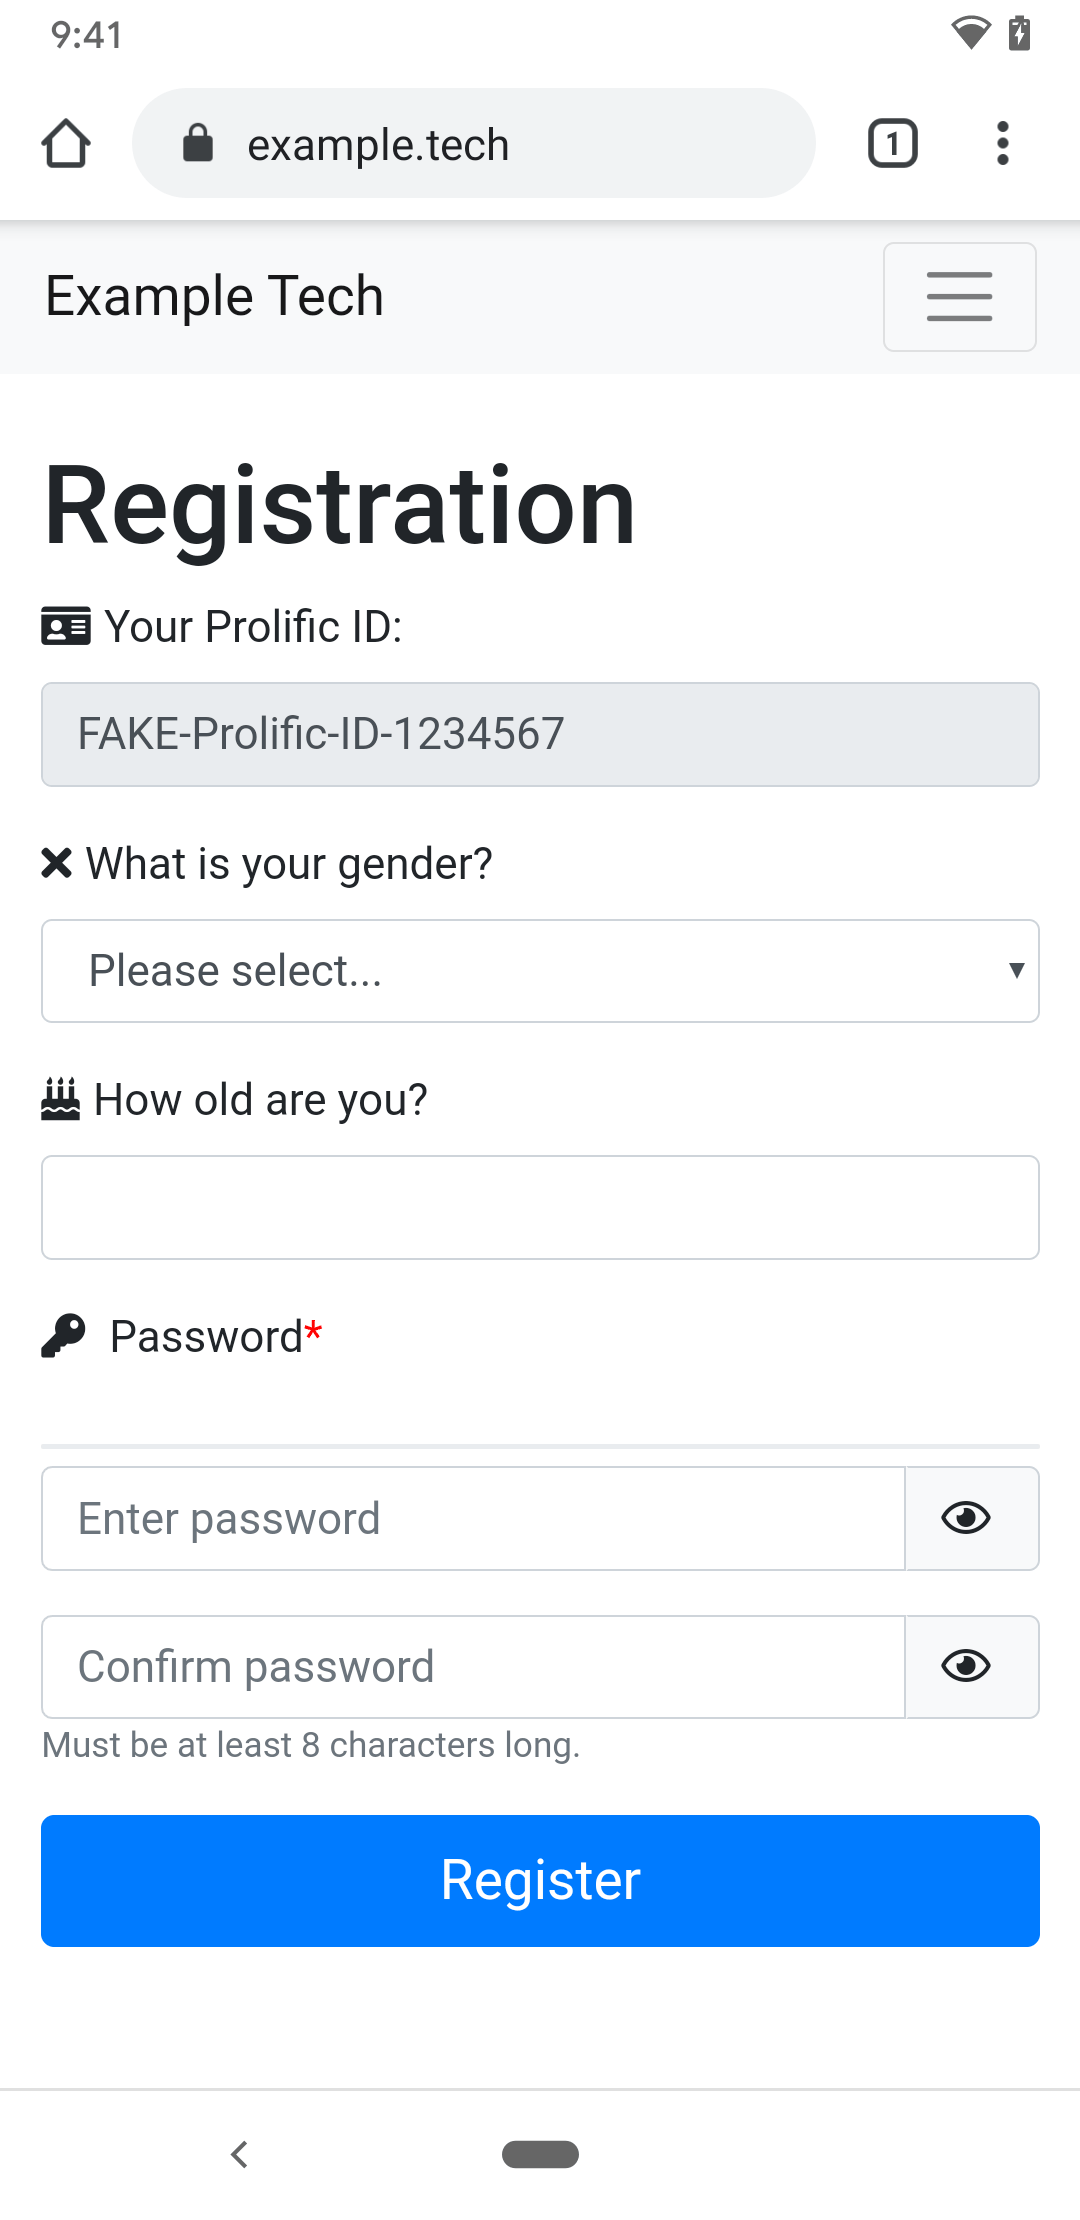 9:41
example.tech
1
Example Tech
Registration
Your Prolific ID:
FAKE-Prolific-ID-1234567
What is your gender?
Please select...
How old are you?
Password*
Enter password
Confirm password
Must be at least 8 characters long.
Register